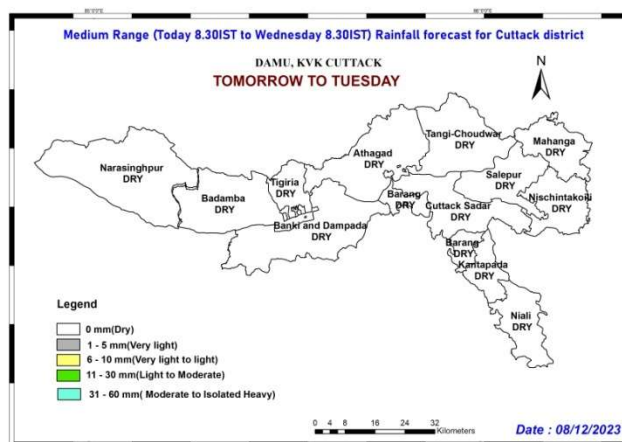 Medium Range (Today 8.30IST to Wednesday 8.30IST) Rainfall forecast for Cuttack district
DAMU, KVK CUTTACK
TOMORROW TO TUESDAY
N
Tangi-Choudwar
DRY
Mahanga
DRY
Athagad
DRY
Narasinghpur
DRY
Tigiria
DRY
Salepur
DRY
Badamba
DRY
Nischintakoili
DRY
Barang
DRY
Cuttack Sadar
DRY
Banki and Dampada
DRY
Barang
DRY
Kantapada
DRY
Niali
DRY
Legend
0 mm(Dry)
1 - 5 mm(Very light)
6 - 10 mm(Very light to light)
11 - 30 mm(Light to Moderate)
31 - 60 mm( Moderate to Isolated Heavy)
0 4 8 16 24 32
Kilometers
Date : 08/12/2023